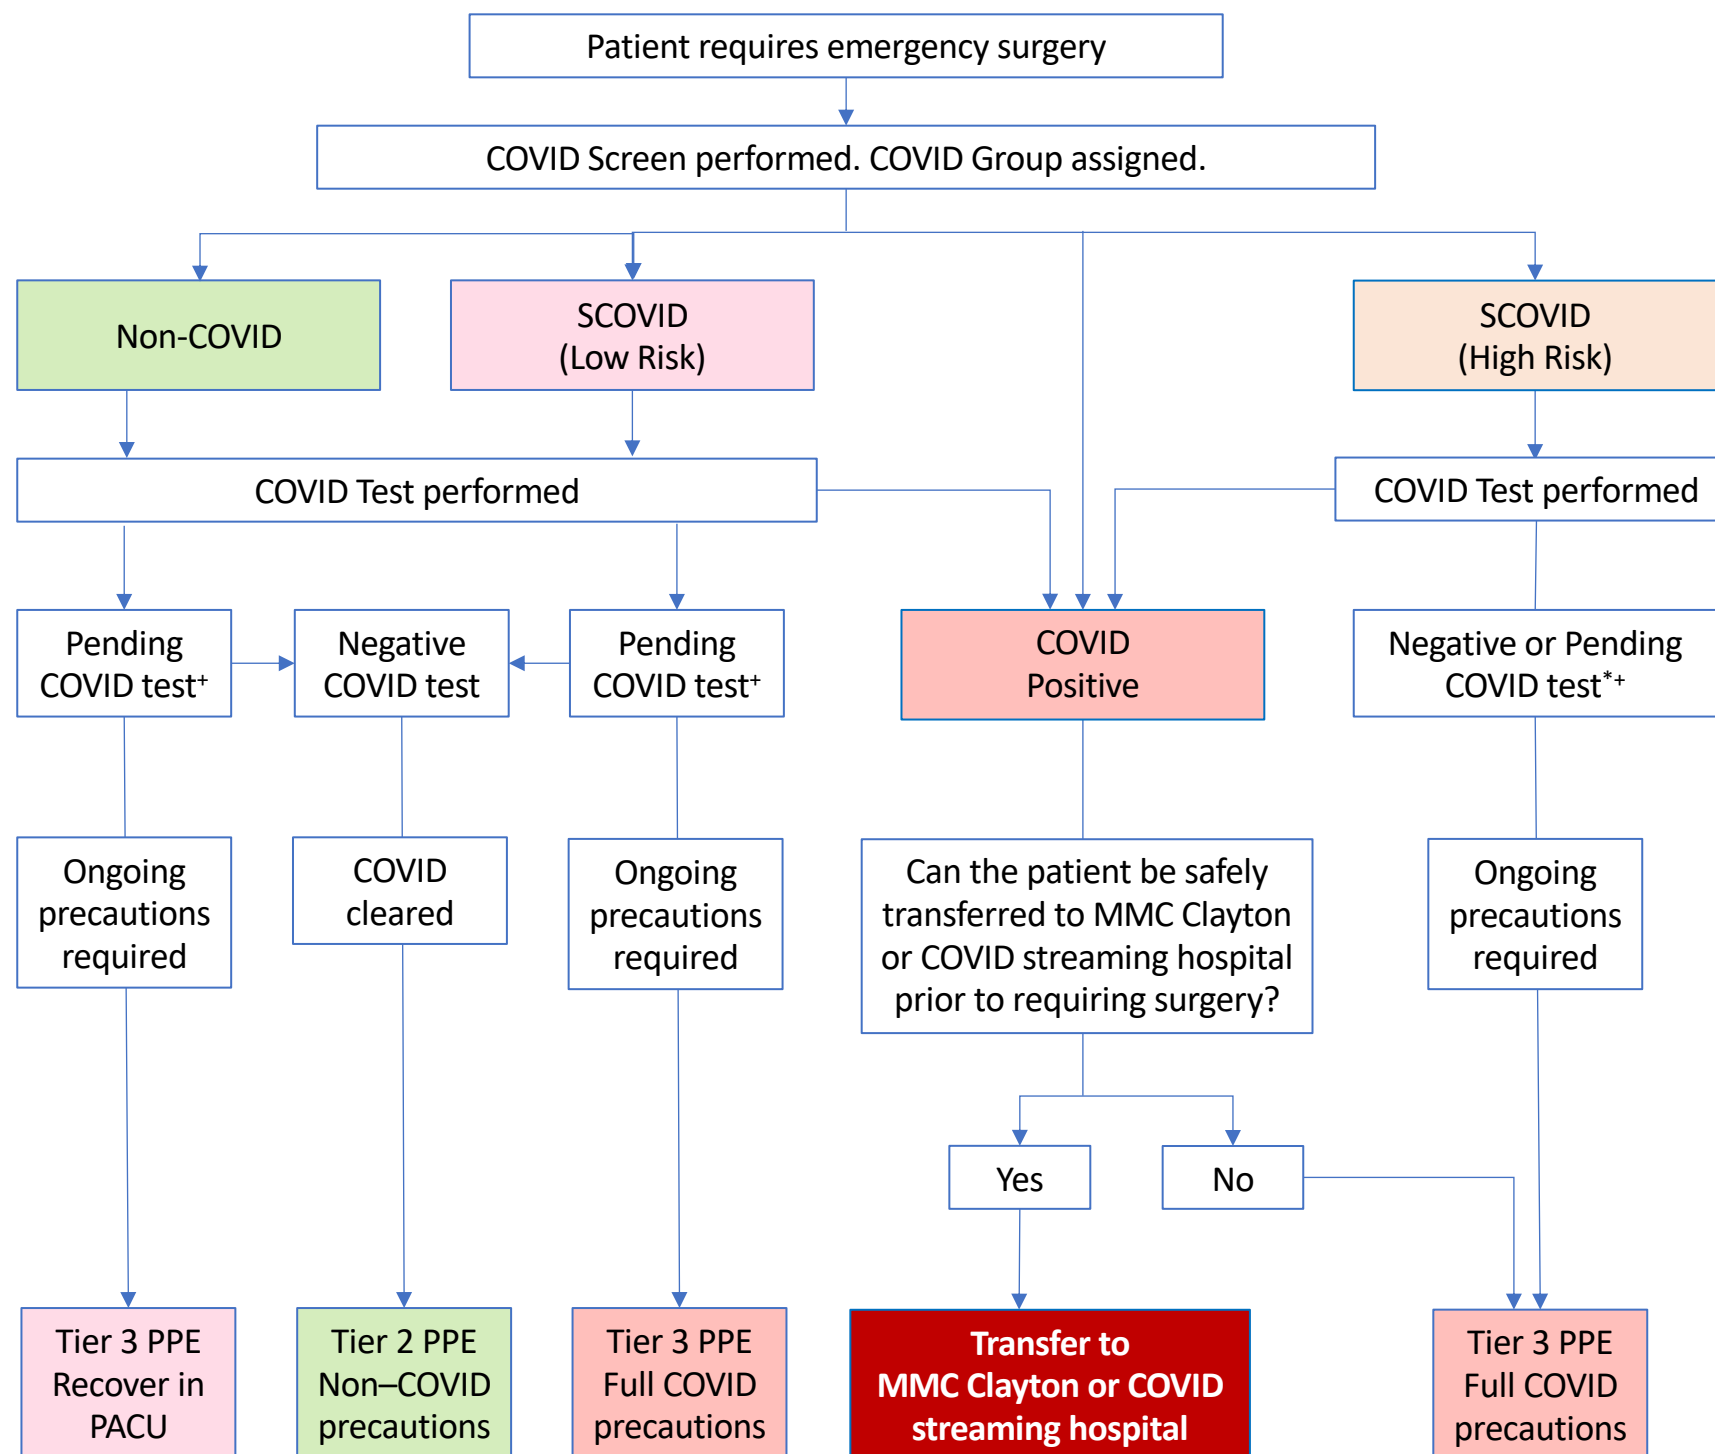 Patient requires emergency surgery
COVID Screen performed. COVID Group assigned.
Non-COVID
SCOVID
(Low Risk)
SCOVID
(High Risk)
COVID Test performed
COVID Test performed
Pending
COVID test⁺
Negative
COVID test
Pending
COVID test⁺
COVID
Positive
Negative or Pending
COVID test*⁺
Ongoing
precautions
required
COVID
cleared
Ongoing
precautions
required
Can the patient be safely
transferred to MMC Clayton
or COVID streaming hospital
prior to requiring surgery?
Ongoing
precautions
required
Yes
No
Tier 3 PPE
Recover in
PACU
Tier 2 PPE
Non–COVID
precautions
Tier 3 PPE
Full COVID
precautions
Transfer to
MMC Clayton or COVID
streaming hospital
Tier 3 PPE
Full COVID
precautions